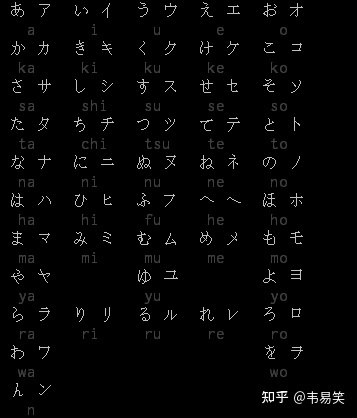 あ ア い イ う ウ え エ お オ
a i u e o
か カ き キ く ク け ケ こ コ
ka ki ku ke ko
さ サ し シ す ス せ セ そ ソ
sa shi su se so
た タ ち チ つ ツ て テ と ト
ta chi tsu te to
な ナ に ニ ぬ ヌ ね ネ の ノ
na ni nu ne no
は ハ ひ ヒ ふ フ へ ヘ ほ ホ
ha hi fu he ho
ま マ み ミ む ム め メ も モ
ma mi mu me mo
や ヤ ゆ ユ よ ヨ
ya yu yo
ら ラ り リ る ル れ レ ろ ロ
ra ri ru re ro
わ ワ を ヲ
wa wo
ん ン
n
知乎 @韦易笑